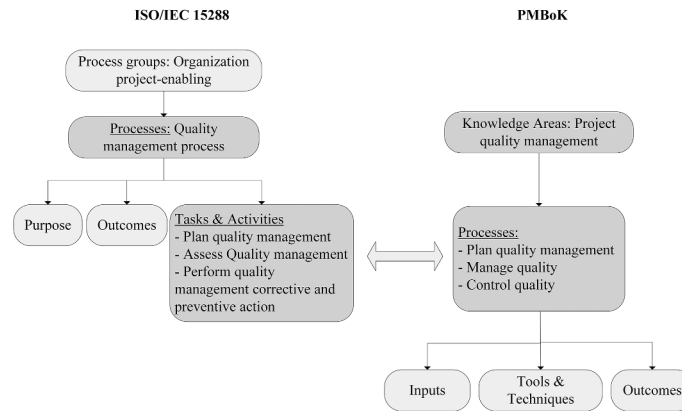 ISO/IEC 15288
PMBoK
Process groups: Organization
project-enabling
Processes: Quality
management process
Knowledge Areas: Project
quality management
Purpose
Outcomes
Tasks & Activities
- Plan quality management
- Assess Quality management
- Perform quality
management corrective and
preventive action
Processes:
- Plan quality management
- Manage quality
- Control quality
Inputs
Tools &
Techniques
Outcomes